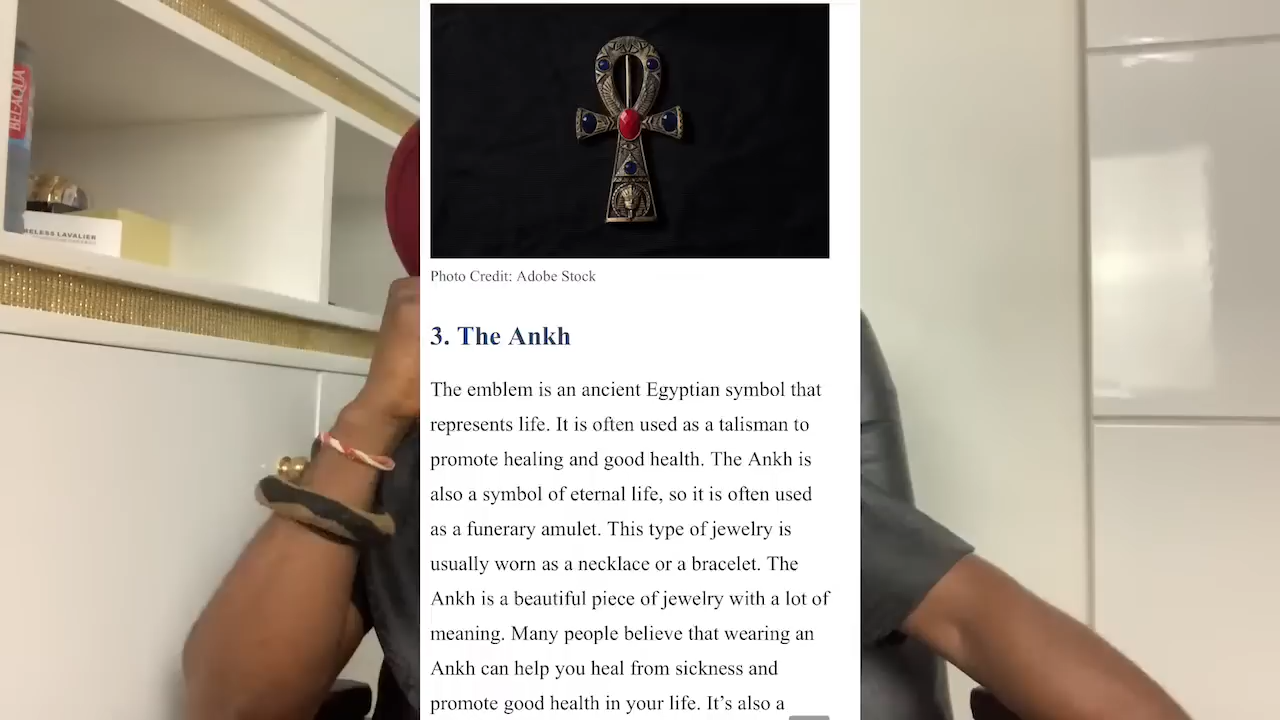 BELAQUA
RELESS LAVALIER
Photo Credit: Adobe Stock
3. The Ankh
The emblem is an ancient Egyptian symbol that
represents life. It is often used as a talisman to
promote healing and good health. The Ankh is
also a symbol of eternal life, so it is often used
as a funerary amulet. This type of jewelry is
usually worn as a necklace or a bracelet. The
Ankh is a beautiful piece of jewelry with a lot of
meaning. Many people believe that wearing an
Ankh can help you heal from sickness and
promote good health in your life. It's also a